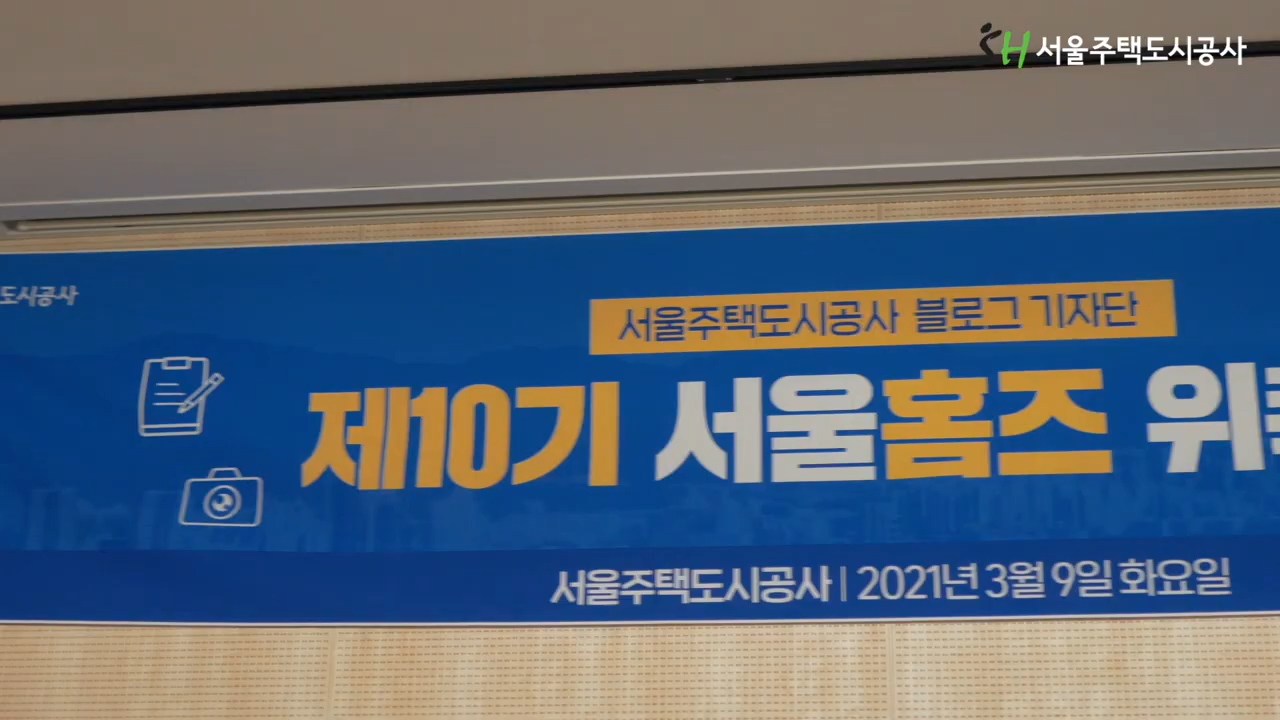 서울주택도시공사
도시공사
서울주택도시공사 블로그 기자단
제10기 서울홈즈
서울주택도시공사 | 2021년 3월 9일 화요일